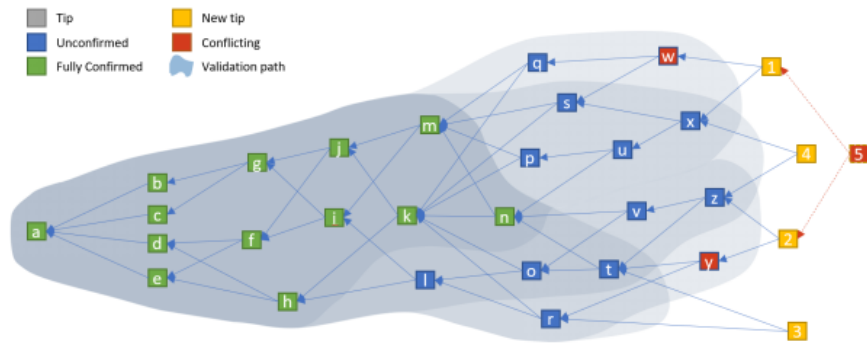 Tip
New tip
Unconfirmed
Conflicting
Fully Confirmed
Validation path
q
w
1
s
m
x
j
u
4
5
g
p
b
z
c
i
k
n
v
a
d
f
2
y
e
l
o
t
h
r
3